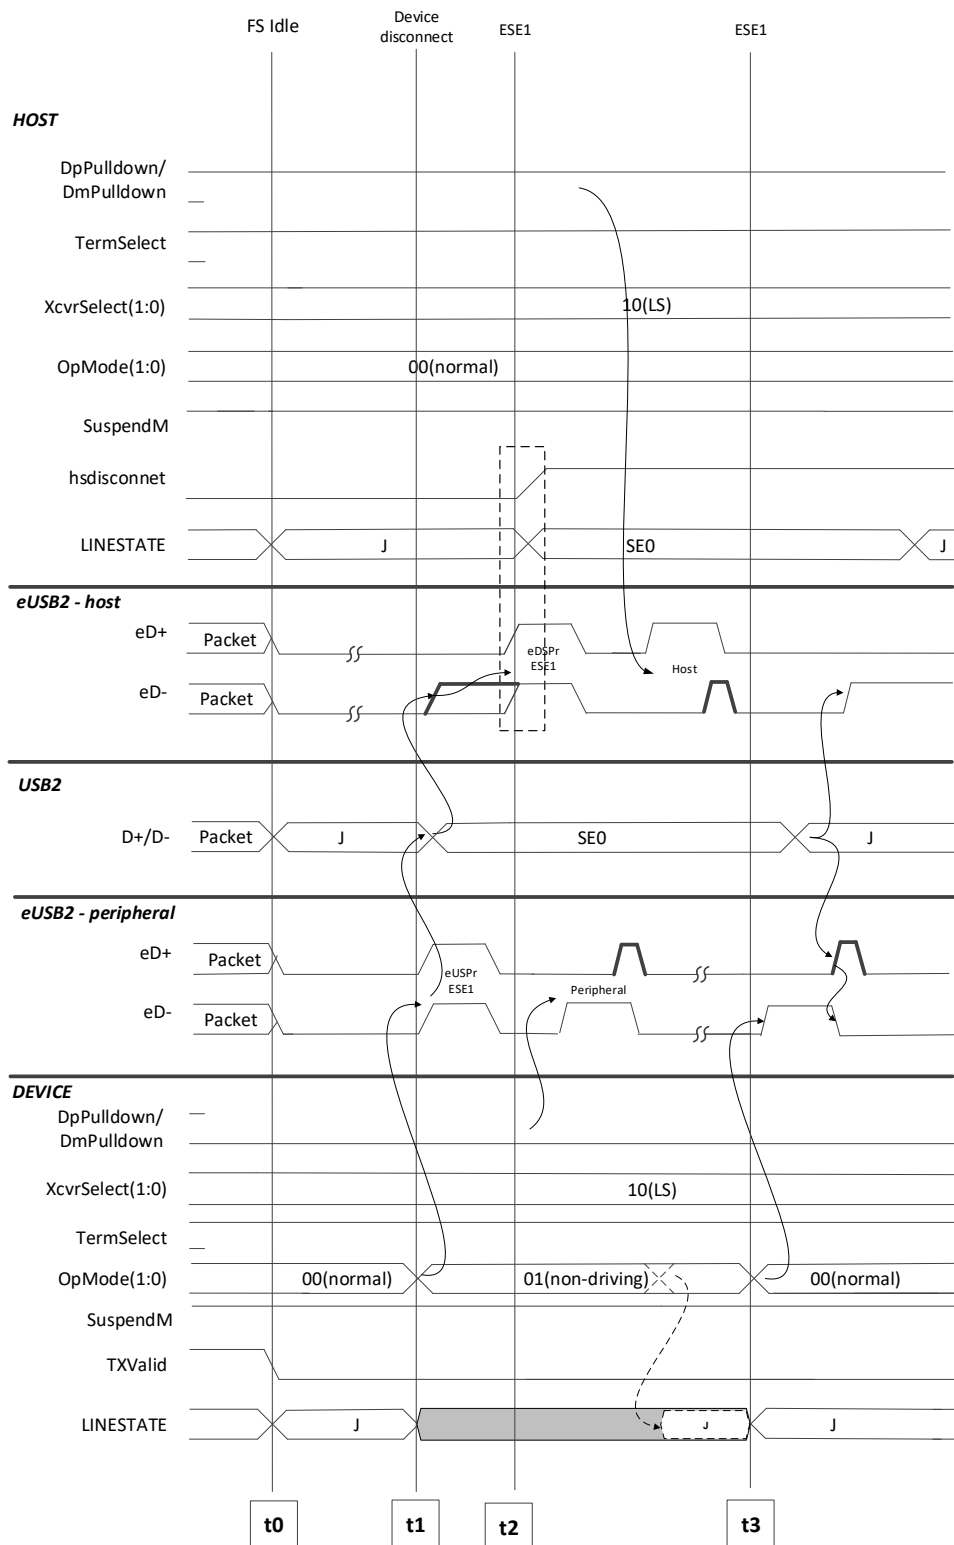 FS Idle
Device
disconnect
ESE1
ESE1
HOST
DpPulldown/
DmPulldown
TermSelect
XcvrSelect(1:0)
10(LS)
OpMode(1:0)
00(normal)
SuspendM
hsdisconnet
LINESTATE
J
SE0
J
eUSB2 - host
eD+
Packet
eDSPr
ESE1
Host
eD-
Packet
USB2
D+/D-
Packet
J
SE0
J
eUSB2 - peripheral
eD+
Packet
eUSPr
ESE1
Peripheral
eD-
Packet
DEVICE
DpPulldown/
DmPulldown
XcvrSelect(1:0)
10(LS)
TermSelect
OpMode(1:0)
00(normal)
01(non-driving)
00(normal)
SuspendM
TXValid
LINESTATE
J
J
J
t0
t1
t2
t3